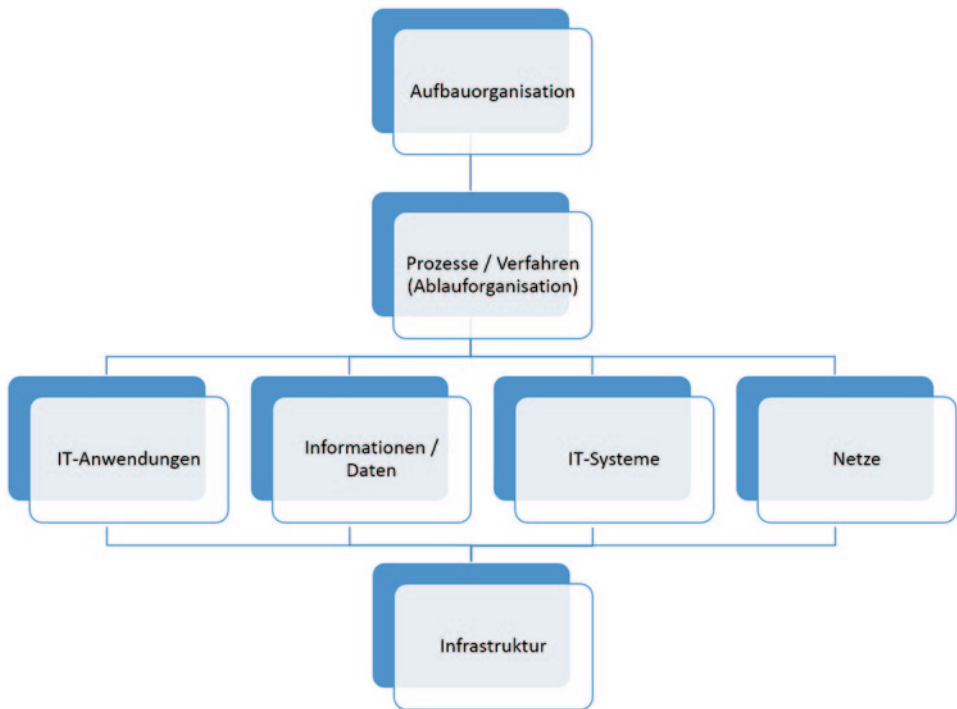 Aufbauorganisation
Prozesse / Verfahren
(Ablauforganisation)
IT-Anwendungen
Informationen /
Daten
IT-Systeme
Netze
Infrastruktur